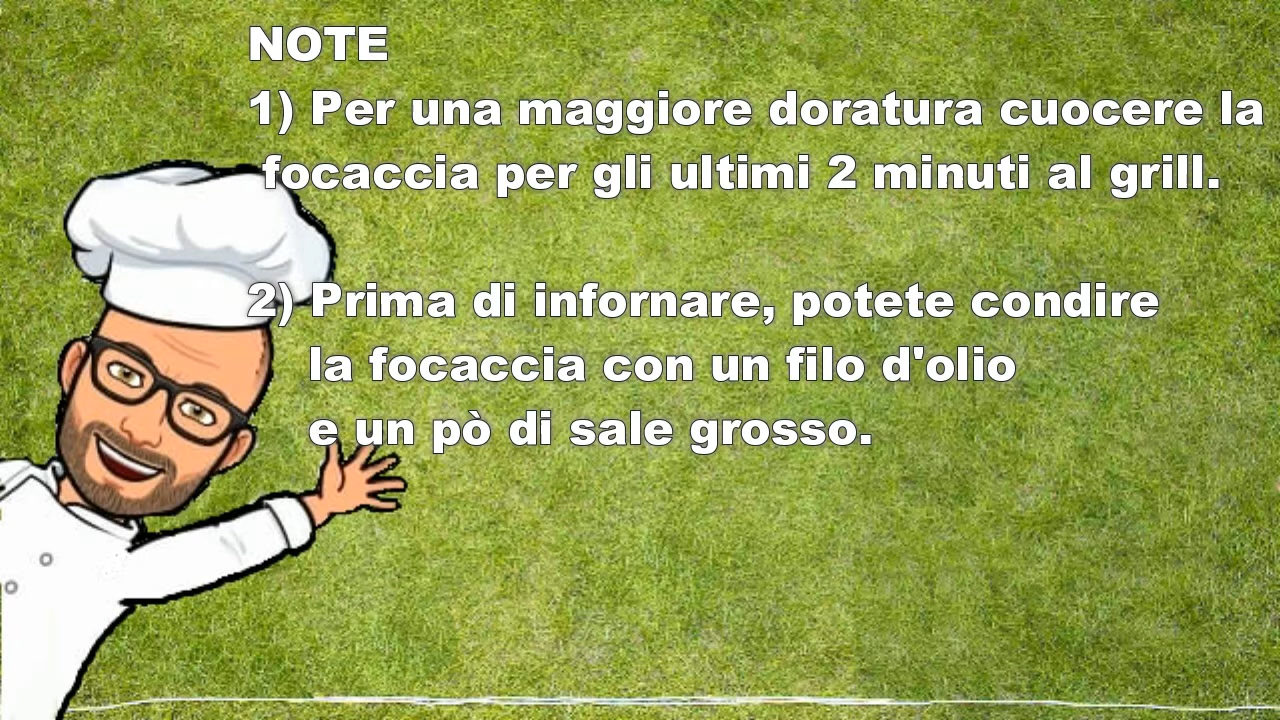 NOTE
1) Per una maggiore doratura cuocere la
focaccia per gli ultimi 2 minuti al grill.
2) Prima di infornare, potete condire
la focaccia con un filo d'olio
e un pò di sale grosso.